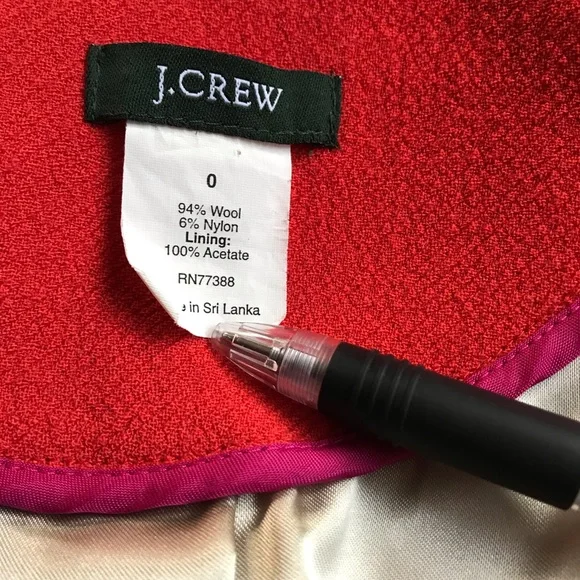 J.CREW
0
94% Wool
6% Nylon
Lining:
100% Acetate
RN77388
in Sri Lanka